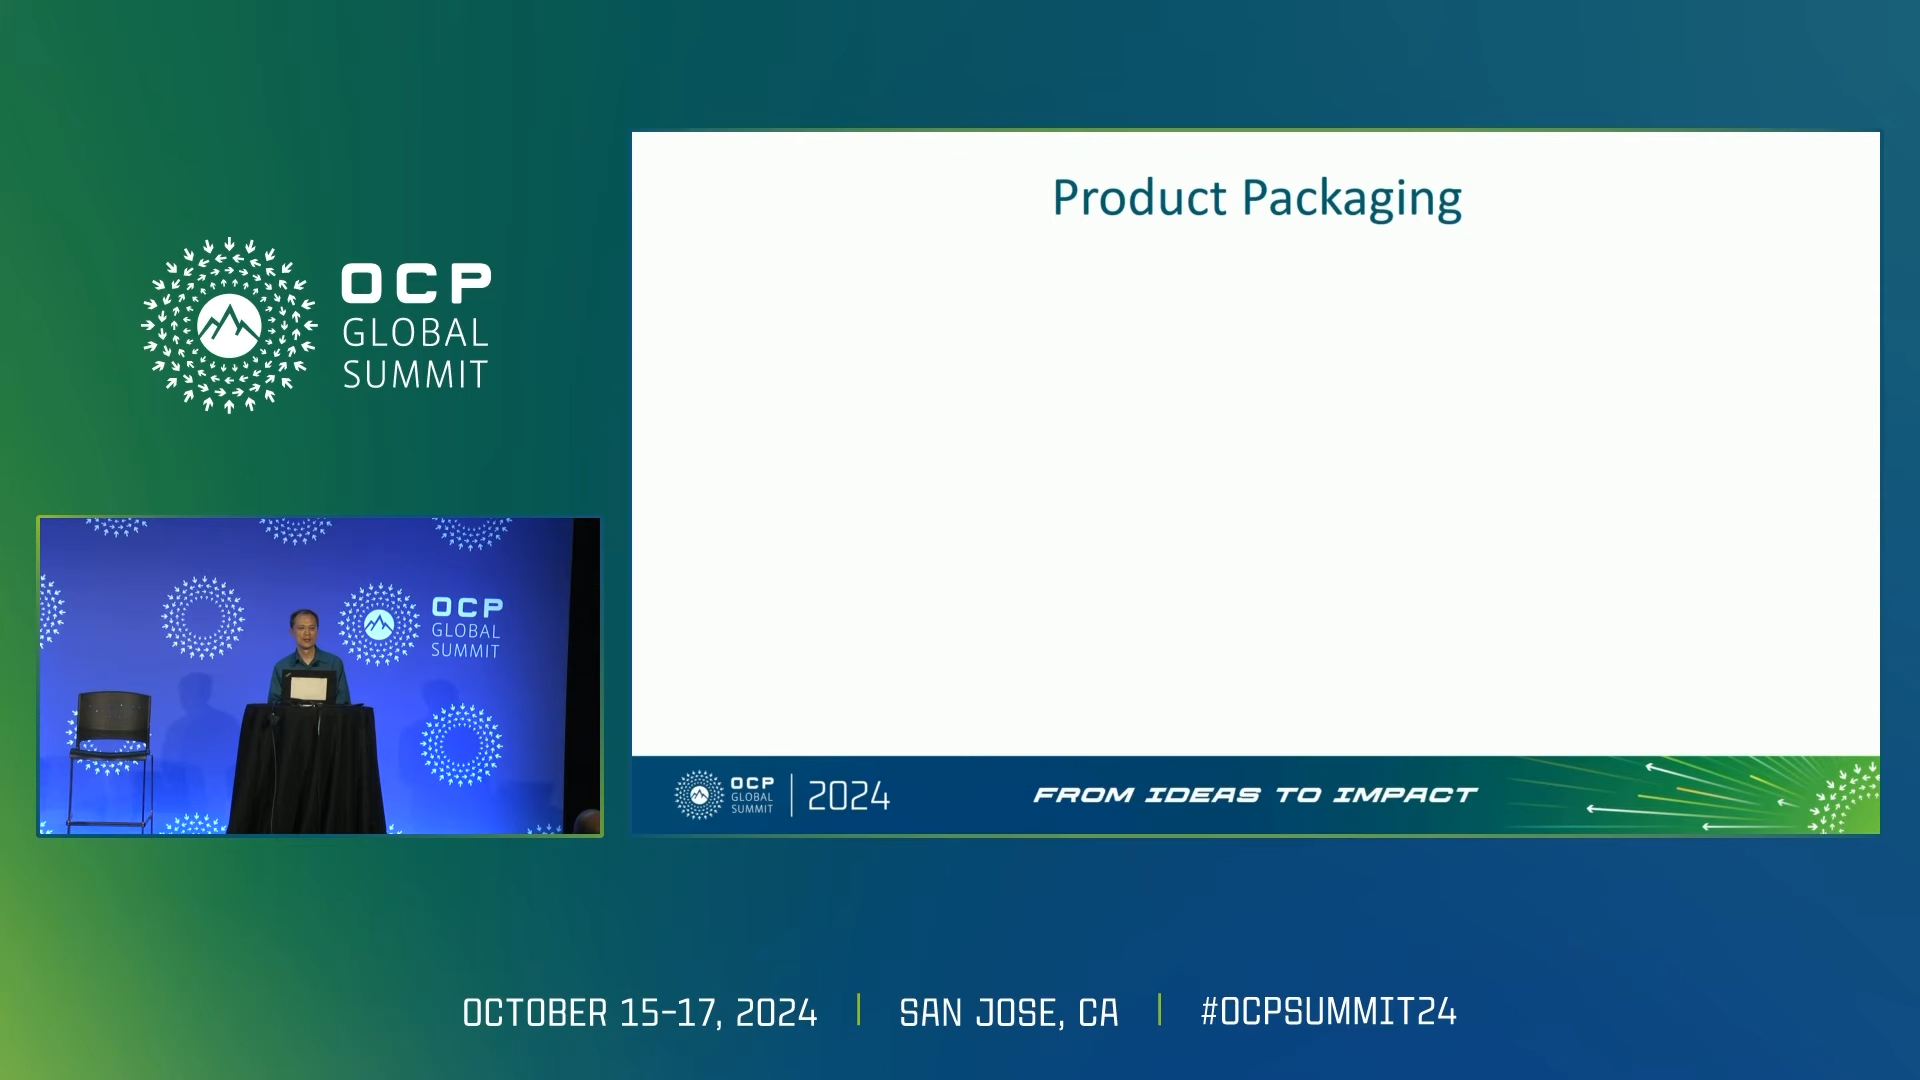 OCP
GLOBAL
SUMMIT
Product Packaging
OCP
GLOBAL
SUMMIT
OCP
GLOBAL
SUMMIT
2024
FROM IDEAS TO IMPACT
OCTOBER 15-17, 2024
SAN JOSE, CA
#OCPSUMMIT24